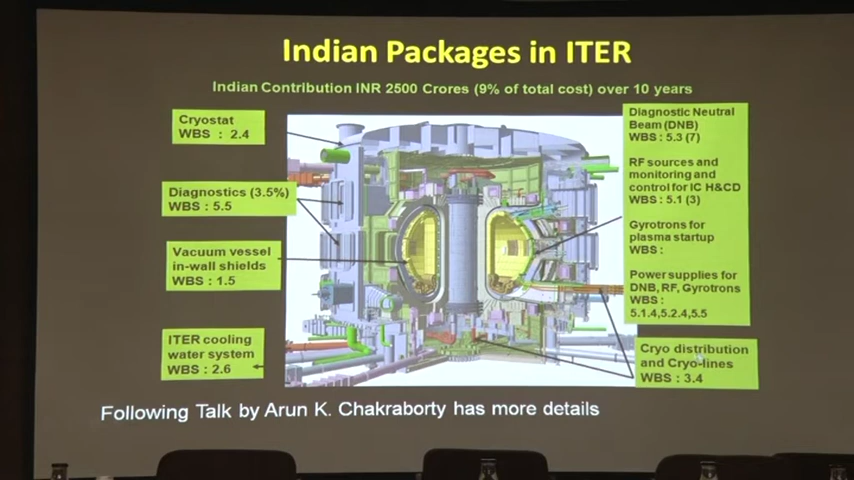 Indian Packages in ITER
Indian Contribution INR 2500 Crores (9% of total cost) over 10 years
Cryostat
WBS : 2.4
Diagnostics (3.5%)
WBS : 5.5
Vacuum vessel
in-wall shields
WBS : 1.5
ITER cooling
water system
WBS : 2.6
Diagnostic Neutral
Beam (DNB)
WBS : 5.3 (7)
RF sources and
monitoring and
control for IC H&CD
WBS : 5.1 (3)
Gyrotrons for
plasma startup
WBS :
Power supplies for
DNB, RF, Gyrotrons
WBS :
5.1.4,5.2.4,5.5
Cryo distribution
and Cryo-lines
WBS : 3.4
Following Talk by Arun K. Chakraborty has more details